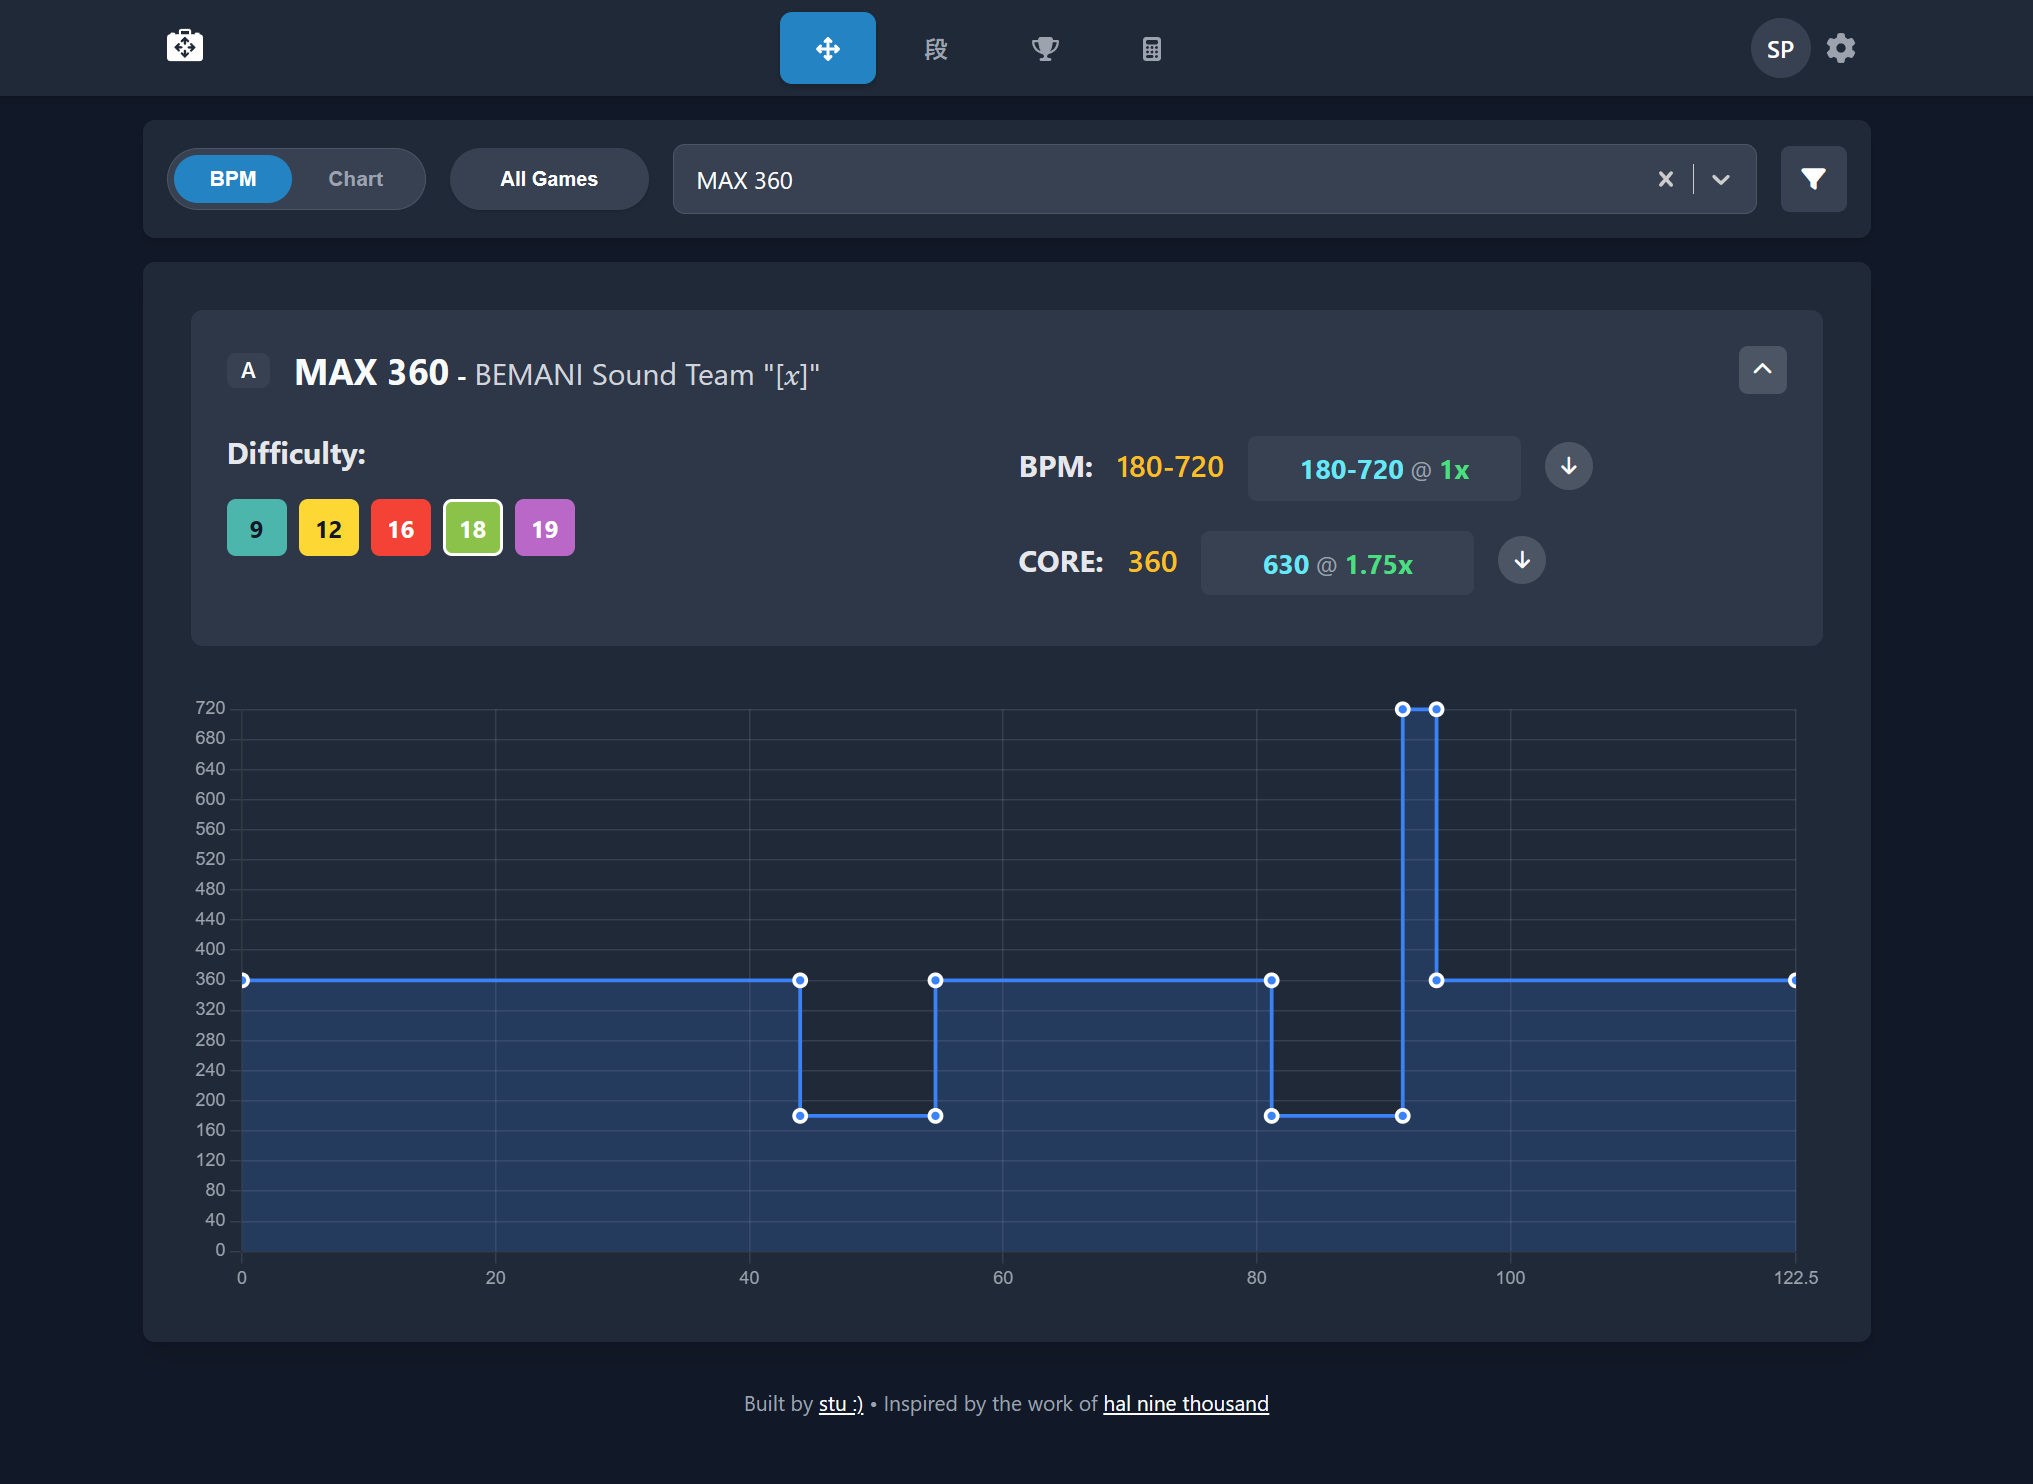 段
SP
BPM
Chart
All Games
MAX 360
A
MAX 360 - BEMANI Sound Team "[x]"
Difficulty:
9 12 16 18 19
BPM: 180-720 180-720 @ 1x
CORE: 360 630 @ 1.75x
720
680
640
600
560
520
480
440
400
360
320
280
240
200
160
120
80
40
0
0 20 40 60 80 100 122.5
Built by stu :) • Inspired by the work of hal nine thousand